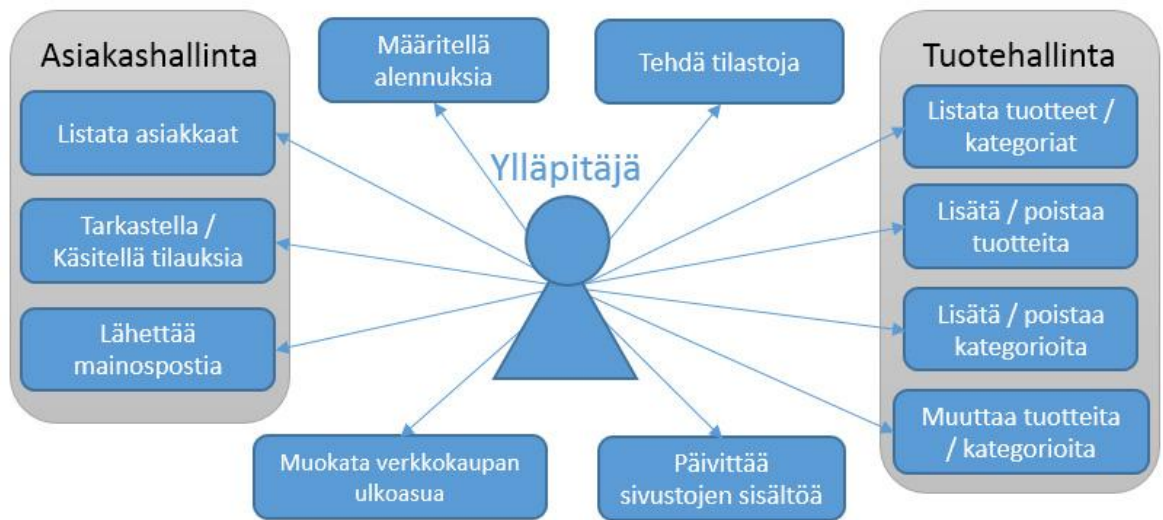 Asiakashallinta
Listata asiakkaat
Tarkastella /
Käsitellä tilauksia
Lähettää
mainospostia
Määritellä
alennuksia
Tehdä tilastoja
Ylläpitäjä
Muokata verkkokaupan
ulkoasua
Päivittää
sivustojen sisältöä
Tuotehallinta
Listata tuotteet /
kategoriat
Lisätä / poistaa
tuotteita
Lisätä / poistaa
kategorioita
Muuttaa tuotteita
/ kategorioita